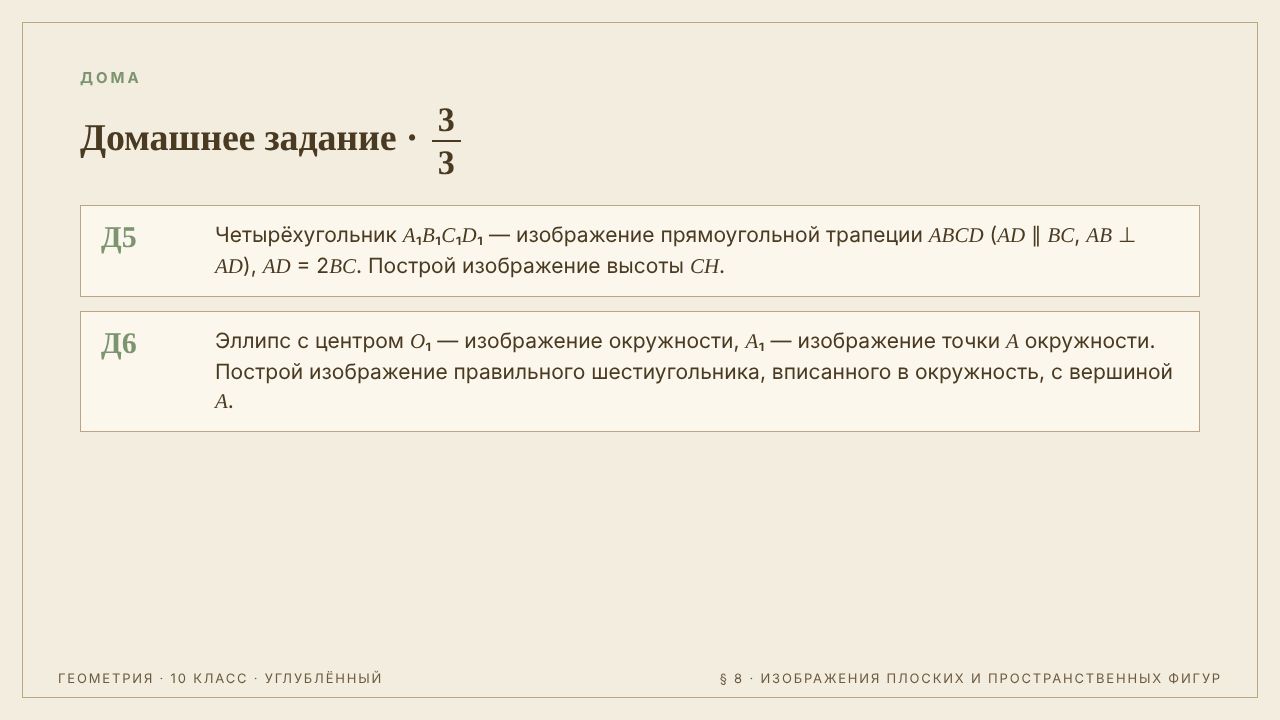 ДОМА
Домашнее задание · 3/3
Д5
Четырёхугольник A₁B₁C₁D₁ — изображение прямоугольной трапеции ABCD (AD ∥ BC, AB ⊥
AD), AD = 2BC. Построй изображение высоты CH.
Д6
Эллипс с центром O₁ — изображение окружности, A₁ — изображение точки A окружности.
Построй изображение правильного шестиугольника, вписанного в окружность, с вершиной
A.
ГЕОМЕТРИЯ · 10 КЛАСС · УГЛУБЛЁННЫЙ
§ 8 · ИЗОБРАЖЕНИЯ ПЛОСКИХ И ПРОСТРАНСТВЕННЫХ ФИГУР